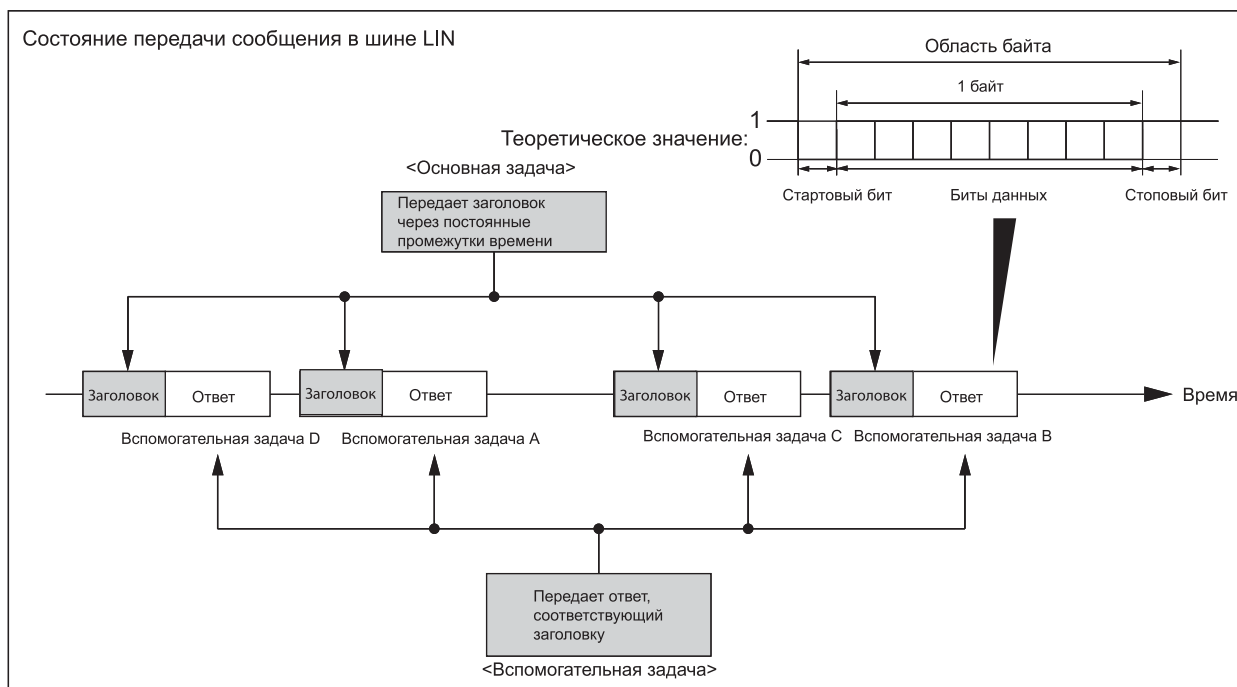 Состояние передачи сообщения в шине LIN
Область байта
1 байт
1
Теоретическое значение:
0
Стартовый бит
Биты данных
Стоповый бит
<Основная задача>
Передает заголовок
через постоянные
промежутки времени
Заголовок
Ответ
Заголовок
Ответ
Заголовок
Ответ
Заголовок
Ответ
Время
Вспомогательная задача D
Вспомогательная задача A
Вспомогательная задача C
Вспомогательная задача B
Передает ответ,
соответствующий
заголовку
<Вспомогательная задача>